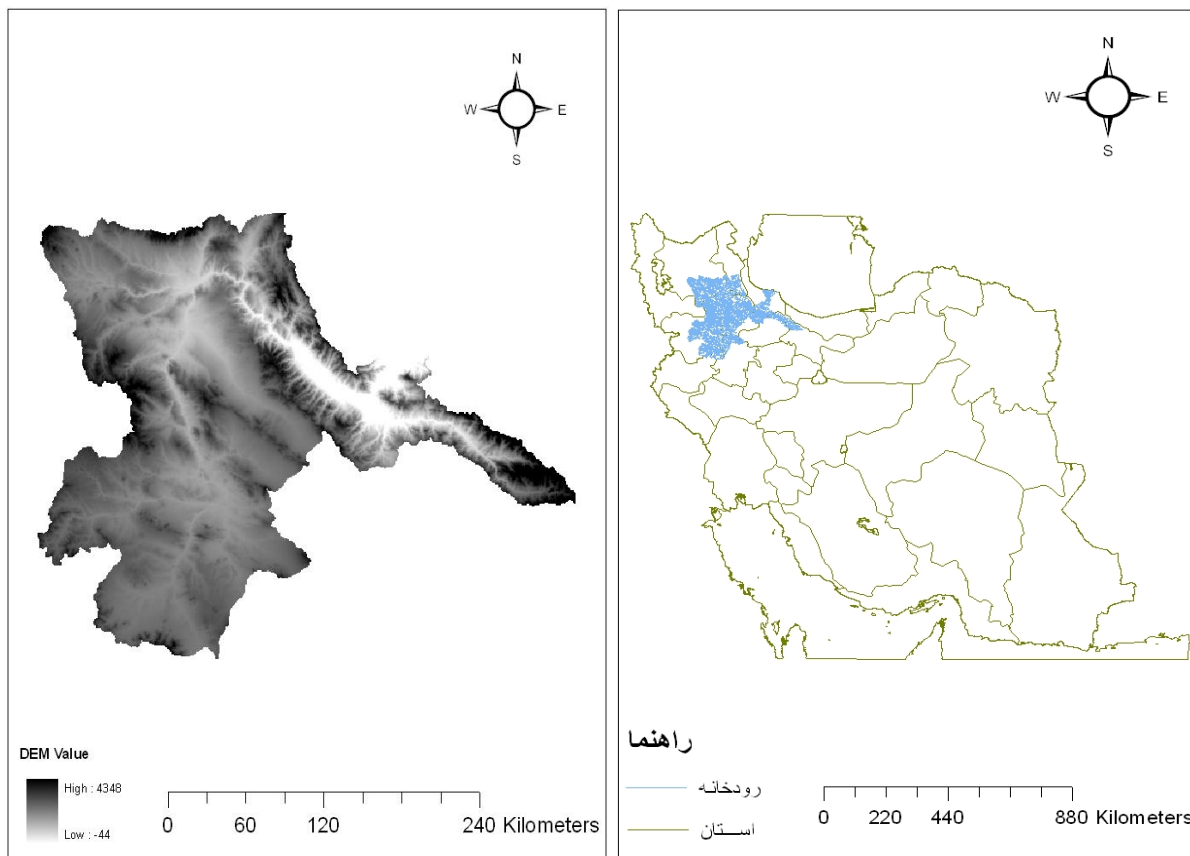 N
W E
S
DEM Value
High : 4348
Low : -44
0 60 120 240 Kilometers
N
W E
S
راهنما
رودخانه
استان
0 220 440 880 Kilometers